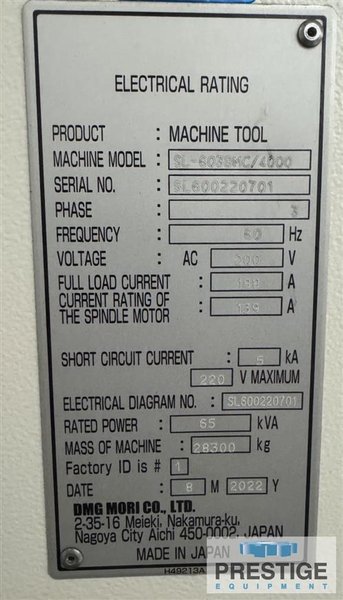 ELECTRICAL RATING
PRODUCT : MACHINE TOOL
MACHINE MODEL : SL-603BMC/4000
SERIAL NO. : SL600220701
PHASE : 3
FREQUENCY : 60 Hz
VOLTAGE : AC 200 V
FULL LOAD CURRENT : A
CURRENT RATING OF
THE SPINDLE MOTOR : A
SHORT CIRCUIT CURRENT : 5 kA
220 V MAXIMUM
ELECTRICAL DIAGRAM NO. : SL600220701
RATED POWER : 65 kVA
MASS OF MACHINE : 28300 kg
Factory ID is # 1
DATE : 8 M 2022 Y
DMG MORI CO., LTD.
2-35-16 Meieki, Nakamura-ku,
Nagoya City Aichi 450-0002, JAPAN
MADE IN JAPAN
H49213A
PRESTIGE
EQUIPMENT